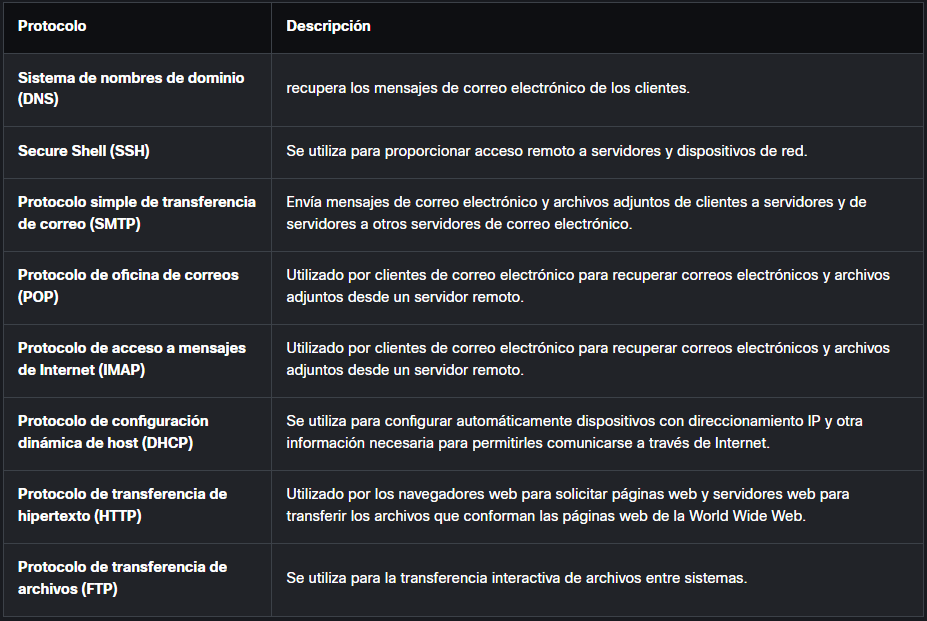 Protocolo
Descripción
Sistema de nombres de dominio
(DNS)
recupera los mensajes de correo electrónico de los clientes.
Secure Shell (SSH)
Se utiliza para proporcionar acceso remoto a servidores y dispositivos de red.
Protocolo simple de transferencia
de correo (SMTP)
Envía mensajes de correo electrónico y archivos adjuntos de clientes a servidores y de
servidores a otros servidores de correo electrónico.
Protocolo de oficina de correos
(POP)
Utilizado por clientes de correo electrónico para recuperar correos electrónicos y archivos
adjuntos desde un servidor remoto.
Protocolo de acceso a mensajes
de Internet (IMAP)
Utilizado por clientes de correo electrónico para recuperar correos electrónicos y archivos
adjuntos desde un servidor remoto.
Protocolo de configuración
dinámica de host (DHCP)
Se utiliza para configurar automáticamente dispositivos con direccionamiento IP y otra
información necesaria para permitirles comunicarse a través de Internet.
Protocolo de transferencia de
hipertexto (HTTP)
Utilizado por los navegadores web para solicitar páginas web y servidores web para
transferir los archivos que conforman las páginas web de la World Wide Web.
Protocolo de transferencia de
archivos (FTP)
Se utiliza para la transferencia interactiva de archivos entre sistemas.